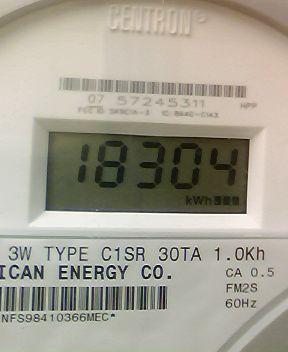 CENTRON®
07 57245311 HPP
18304
kWh
3W TYPE C1SR 30TA 1.0Kh
ICAN ENERGY CO. CA 0.5
FM2S
60Hz
NFS98410366MEC*